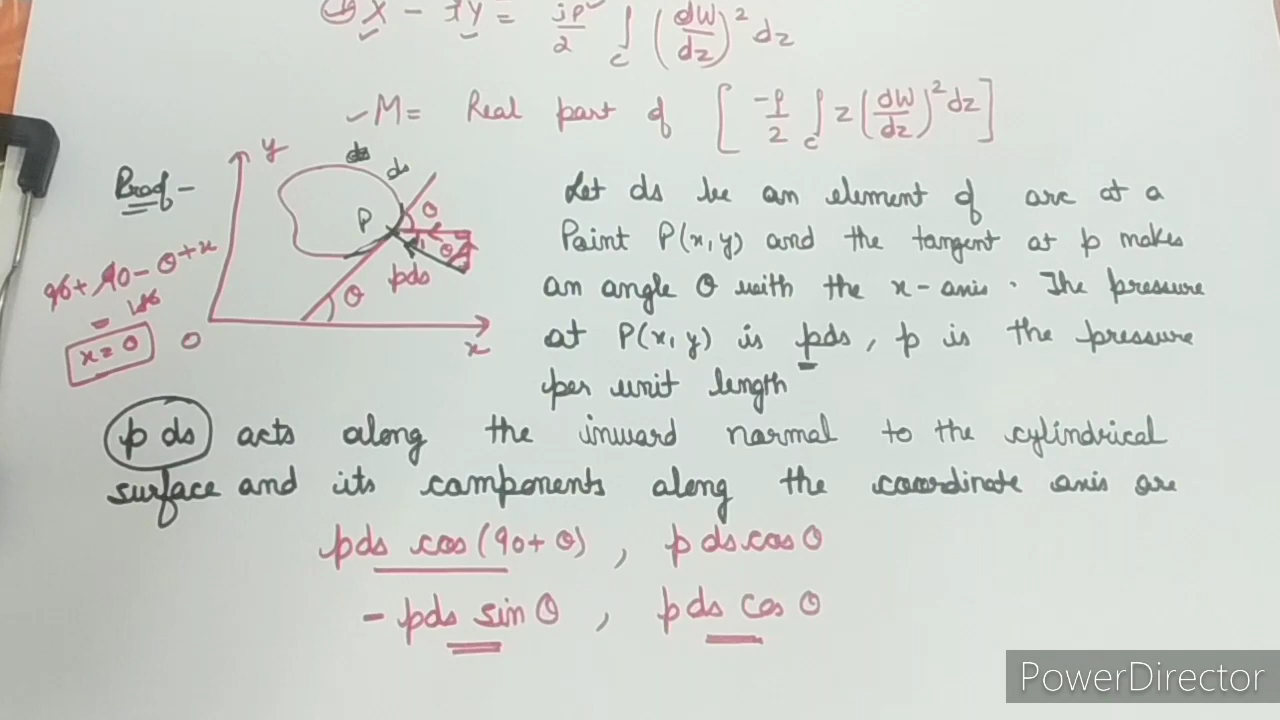 X - iY = iρ/2 ∫c (dW/dz)² dz
M = Real part of [-ρ/2 ∫c z (dW/dz)² dz]
Proof -
y
ds
P
θ
θ
pds
θ
x
O
90 + 90 - θ + x
= 180
x = θ
Let ds be an element of arc at a
Point P(x, y) and the tangent at p makes
an angle θ with the x-axis. The pressure
at P(x, y) is pds, p is the pressure
per unit length
p ds acts along the inward normal to the cylindrical
surface and its components along the coordinate axis are
pds cos(90+θ), p ds cos θ
- pds sin θ, pds cos θ
PowerDirector